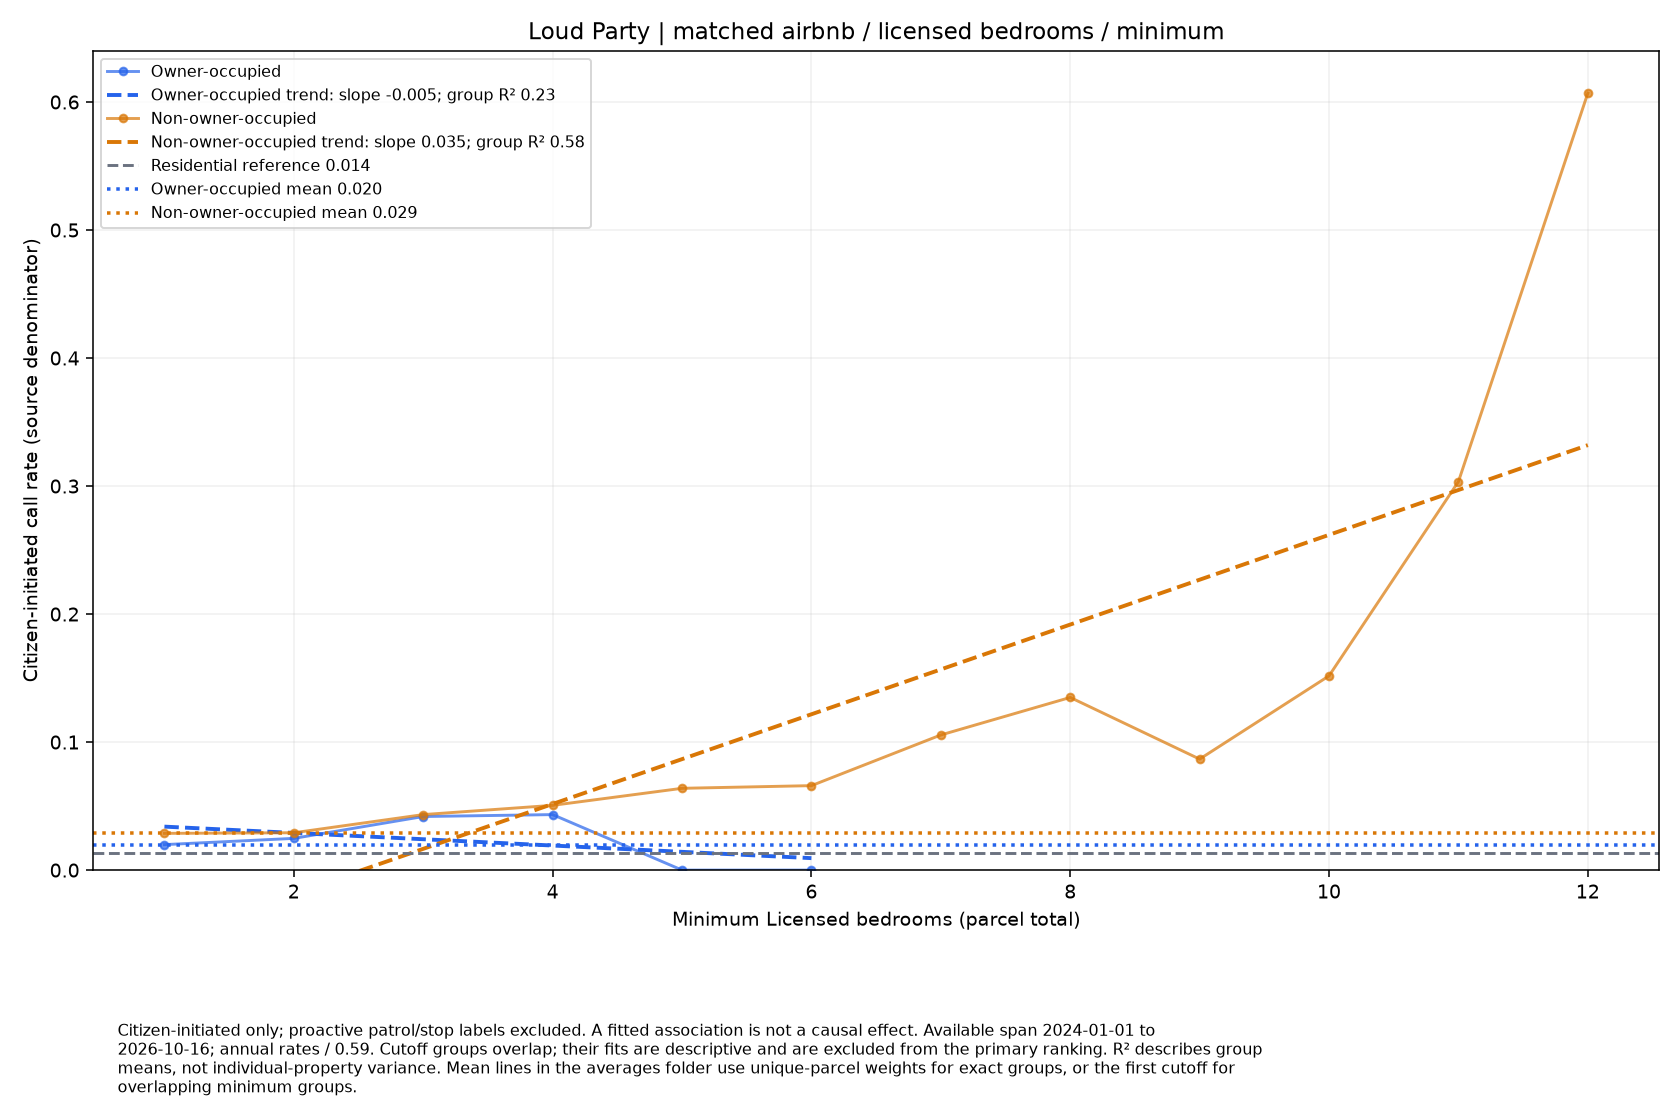 Loud Party | matched airbnb / licensed bedrooms / minimum
Owner-occupied
Owner-occupied trend: slope -0.005; group R² 0.23
Non-owner-occupied
Non-owner-occupied trend: slope 0.035; group R² 0.58
Residential reference 0.014
Owner-occupied mean 0.020
Non-owner-occupied mean 0.029
Citizen-initiated call rate (source denominator)
0.6
0.5
0.4
0.3
0.2
0.1
0.0
2 4 6 8 10 12
Minimum Licensed bedrooms (parcel total)
Citizen-initiated only; proactive patrol/stop labels excluded. A fitted association is not a causal effect. Available span 2024-01-01 to
2026-10-16; annual rates / 0.59. Cutoff groups overlap; their fits are descriptive and are excluded from the primary ranking. R² describes group
means, not individual-property variance. Mean lines in the averages folder use unique-parcel weights for exact groups, or the first cutoff for
overlapping minimum groups.